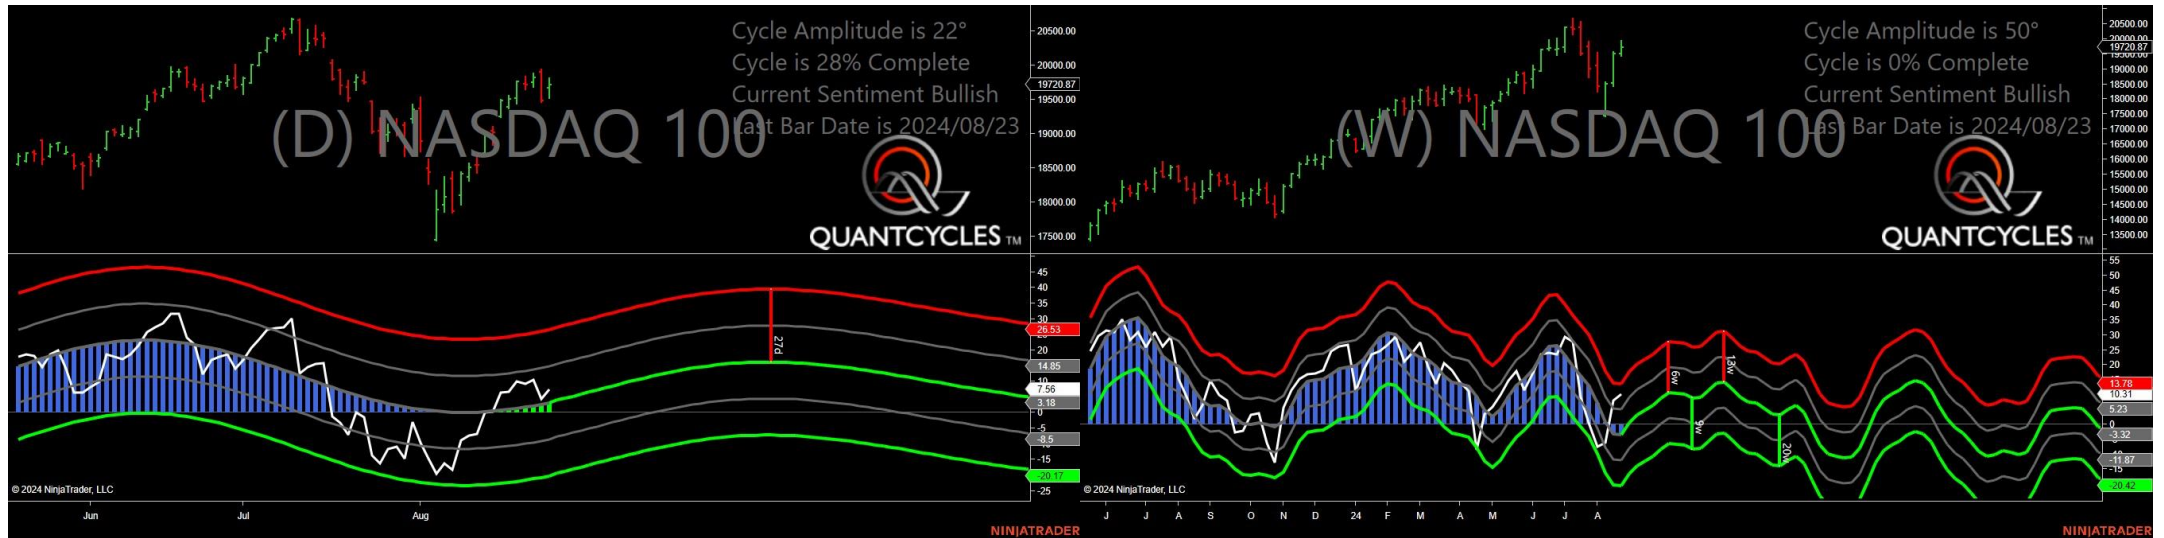 Cycle Amplitude is 22°
Cycle is 28% Complete
Current Sentiment Bullish
Last Bar Date is 2024/08/23
(D) NASDAQ 100
QUANTCYCLES TM
20500.00
20000.00
19720.87
19500.00
19000.00
18500.00
18000.00
17500.00
45
40
35
30
26.53
20
14.85
10
7.56
3.18
0
-5
-8.5
-15
-20.17
-25
27d
© 2024 NinjaTrader, LLC
Jun Jul Aug
NINJATRADER
Cycle Amplitude is 50°
Cycle is 0% Complete
Current Sentiment Bullish
Last Bar Date is 2024/08/23
(W) NASDAQ 100
QUANTCYCLES TM
20500.00
20000.00
19720.87
19000.00
18500.00
18000.00
17500.00
17000.00
16500.00
16000.00
15500.00
15000.00
14500.00
14000.00
13500.00
55
50
45
40
35
30
25
20
13.78
10.31
5.23
0
-3.32
-11.87
-15
-20.42
6w
13w
9w
20w
© 2024 NinjaTrader, LLC
J J A S O N D 24 F M A M J J A
NINJATRADER